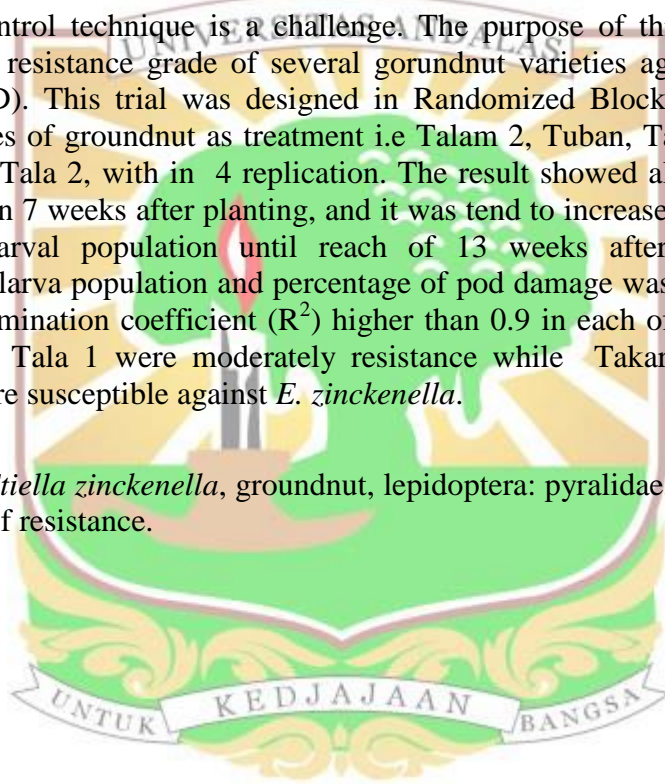 ntrol technique is a challenge. The purpose of th
UNIVERSITAS ANDALAS
resistance grade of several gorundnut varieties ag
D). This trial was designed in Randomized Block
es of groundnut as treatment i.e Talam 2, Tuban, Ta
Tala 2, with in 4 replication. The result showed al
n 7 weeks after planting, and it was tend to increase
arval population until reach of 13 weeks after
larva population and percentage of pod damage was
mination coefficient (R²) higher than 0.9 in each of
Tala 1 were moderately resistance while Takar
re susceptible against E. zinckenella.
tiella zinckenella, groundnut, lepidoptera: pyralidae
f resistance.
UNTUK KEDJAJAAN BANGSA